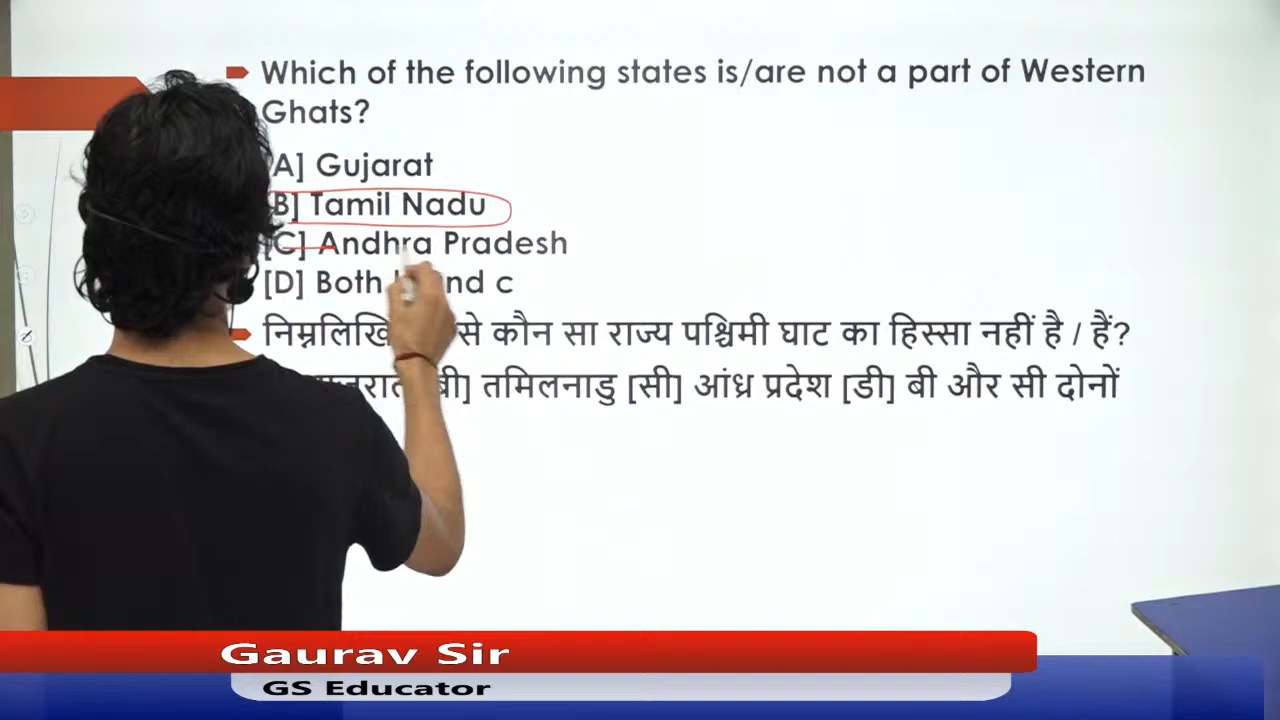 Which of the following states is/are not a part of Western
Ghats?
A] Gujarat
B] Tamil Nadu
[C] Andhra Pradesh
[D] Both and c
से कौन सा राज्य पश्चिमी घाट का हिस्सा नहीं है / हैं?
बी] तमिलनाडु [सी] आंध्र प्रदेश [डी] बी और सी दोनों
Gaurav Sir
GS Educator